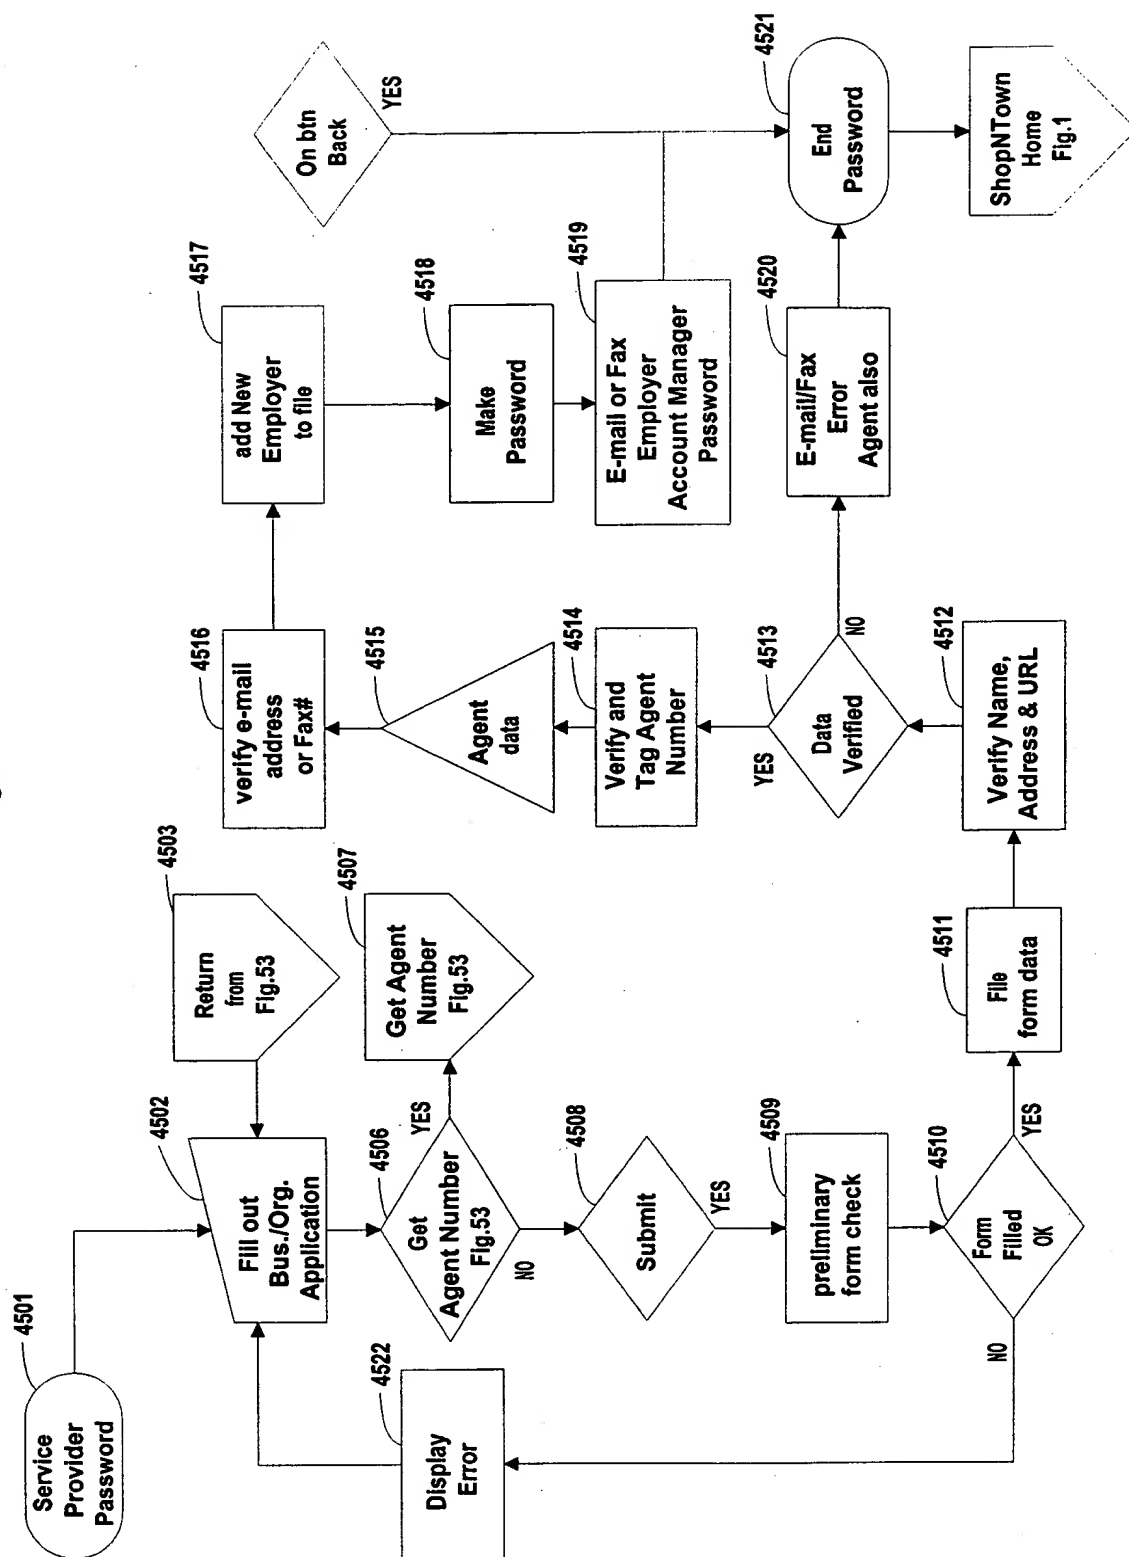 4501
Service
Provider
Password
4502
Fill out
Bus./Org.
Application
4503
Return
from
Fig.53
4506
Get
Agent Number
Fig.53
YES
NO
4507
Get Agent
Number
Fig.53
4508
Submit
YES
4509
preliminary
form check
4510
Form
Filled
OK
YES
NO
4522
Display
Error
4511
File
form data
4512
Verify Name,
Address & URL
4513
Data
Verified
YES
NO
4514
Verify and
Tag Agent
Number
4515
Agent
data
4516
verify e-mail
address
or Fax#
4517
add New
Employer
to file
4518
Make
Password
4519
E-mail or Fax
Employer
Account Manager
Password
4520
E-mail/Fax
Error
Agent also
On btn
Back
YES
4521
End
Password
ShopNTown
Home
Fig.1